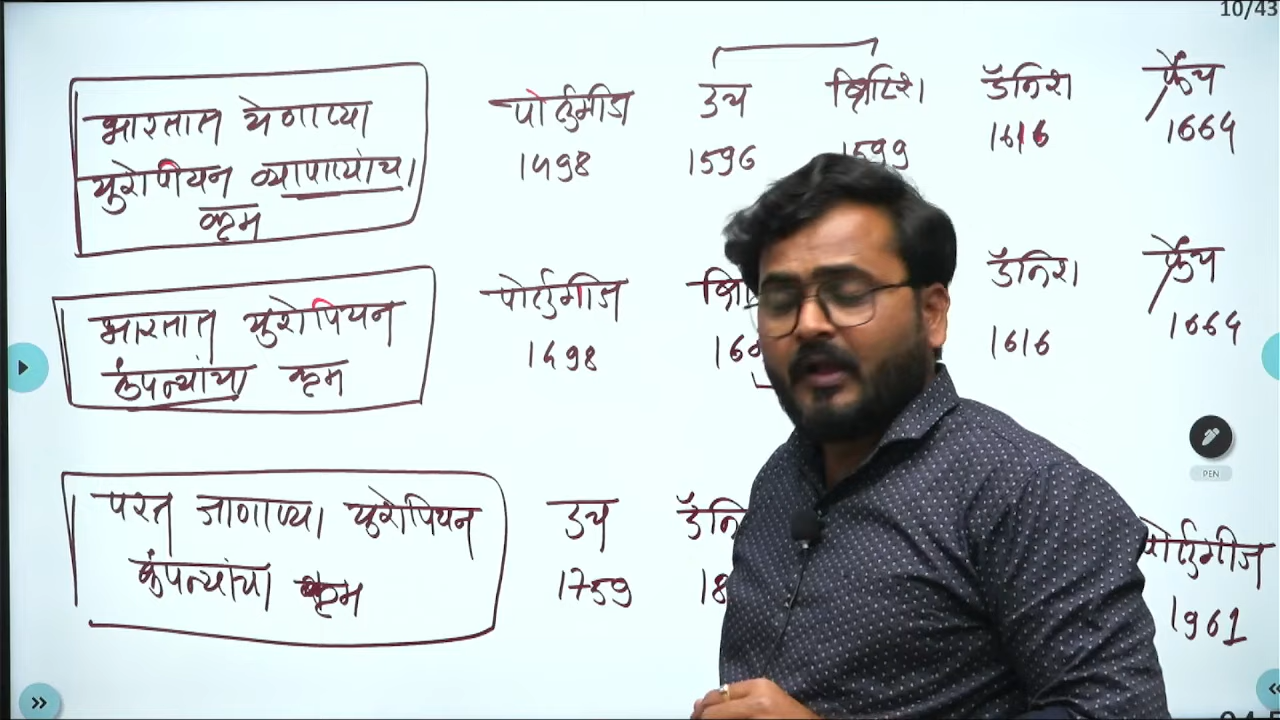 10/43
भारतात येणाऱ्या
युरोपीयन व्यापाऱ्यांचा
क्रम
पोर्तुगीज डच ब्रिटिश डॅनिश फ्रेंच
1498 1596 1599 1616 1664
भारतात युरोपियन
कंपन्यांचा क्रम
पोर्तुगीज डॅनिश फ्रेंच
1498 1616 1664
PEN
परत जाणाऱ्या युरोपियन
कंपन्यांचा क्रम
डच पोर्तुगीज
1759 1961